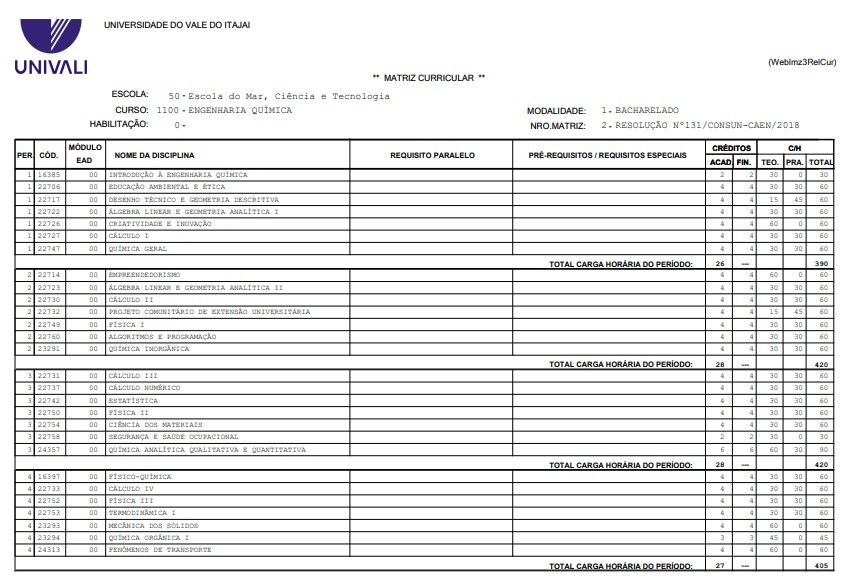 UNIVERSIDADE DO VALE DO ITAJAI
UNIVALI
(WebImz3RelCur)
** MATRIZ CURRICULAR **
ESCOLA: 50 - Escola do Mar, Ciência e Tecnologia
CURSO: 1100 - ENGENHARIA QUÍMICA MODALIDADE: 1 - BACHARELADO
HABILITAÇÃO: 0 - NRO.MATRIZ: 2 - RESOLUÇÃO Nº131/CONSUN-CAEN/2018
PER. CÓD. MÓDULO EAD NOME DA DISCIPLINA REQUISITO PARALELO PRÉ-REQUISITOS / REQUISITOS ESPECIAIS CRÉDITOS C/H
ACAD. FIN. TEO. PRA. TOTAL
1 16385 00 INTRODUÇÃO À ENGENHARIA QUÍMICA 2 2 30 0 30
1 22706 00 EDUCAÇÃO AMBIENTAL E ÉTICA 4 4 30 30 60
1 22717 00 DESENHO TÉCNICO E GEOMETRIA DESCRITIVA 4 4 15 45 60
1 22722 00 ÁLGEBRA LINEAR E GEOMETRIA ANALÍTICA I 4 4 30 30 60
1 22726 00 CRIATIVIDADE E INOVAÇÃO 4 4 60 0 60
1 22727 00 CÁLCULO I 4 4 30 30 60
1 22747 00 QUÍMICA GERAL 4 4 30 30 60
TOTAL CARGA HORÁRIA DO PERÍODO: 26 --- 390
2 22714 00 EMPREENDEDORISMO 4 4 60 0 60
2 22723 00 ÁLGEBRA LINEAR E GEOMETRIA ANALÍTICA II 4 4 30 30 60
2 22730 00 CÁLCULO II 4 4 30 30 60
2 22732 00 PROJETO COMUNITÁRIO DE EXTENSÃO UNIVERSITÁRIA 4 4 15 45 60
2 22749 00 FÍSICA I 4 4 30 30 60
2 22760 00 ALGORITMOS E PROGRAMAÇÃO 4 4 30 30 60
2 23291 00 QUÍMICA INORGÂNICA 4 4 30 30 60
TOTAL CARGA HORÁRIA DO PERÍODO: 28 --- 420
3 22731 00 CÁLCULO III 4 4 30 30 60
3 22737 00 CÁLCULO NUMÉRICO 4 4 30 30 60
3 22742 00 ESTATÍSTICA 4 4 30 30 60
3 22750 00 FÍSICA II 4 4 30 30 60
3 22754 00 CIÊNCIA DOS MATERIAIS 4 4 30 30 60
3 22758 00 SEGURANÇA E SAÚDE OCUPACIONAL 2 2 30 0 30
3 24357 00 QUÍMICA ANALÍTICA QUALITATIVA E QUANTITATIVA 6 6 60 30 90
TOTAL CARGA HORÁRIA DO PERÍODO: 28 --- 420
4 16397 00 FÍSICO-QUÍMICA 4 4 30 30 60
4 22733 00 CÁLCULO IV 4 4 30 30 60
4 22752 00 FÍSICA III 4 4 30 30 60
4 22753 00 TERMODINÂMICA I 4 4 30 30 60
4 23293 00 MECÂNICA DOS SÓLIDOS 4 4 60 0 60
4 23294 00 QUÍMICA ORGÂNICA I 3 3 45 0 45
4 24313 00 FENÔMENOS DE TRANSPORTE 4 4 60 0 60
TOTAL CARGA HORÁRIA DO PERÍODO: 27 --- 405